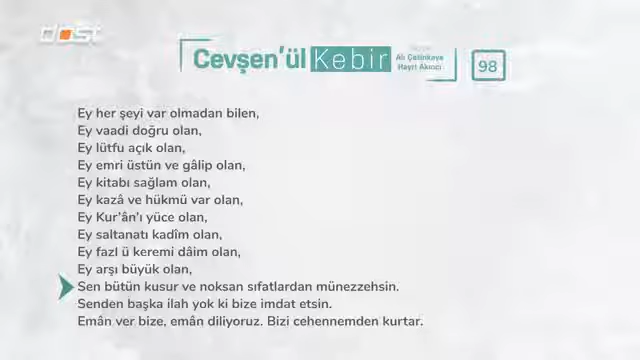 dost
Cevşen'ül Kebir
Ali Çetinkaya
Hayri Akıncı
98
Ey her şeyi var olmadan bilen,
Ey vaadi doğru olan,
Ey lütfu açık olan,
Ey emri üstün ve gâlip olan,
Ey kitabı sağlam olan,
Ey kazâ ve hükmü var olan,
Ey Kur'ân'ı yüce olan,
Ey saltanatı kadîm olan,
Ey fazl ü keremi dâim olan,
Ey arşı büyük olan,
Sen bütün kusur ve noksan sıfatlardan münezzehsin.
Senden başka ilah yok ki bize imdat etsin.
Emân ver bize, emân diliyoruz. Bizi cehennemden kurtar.